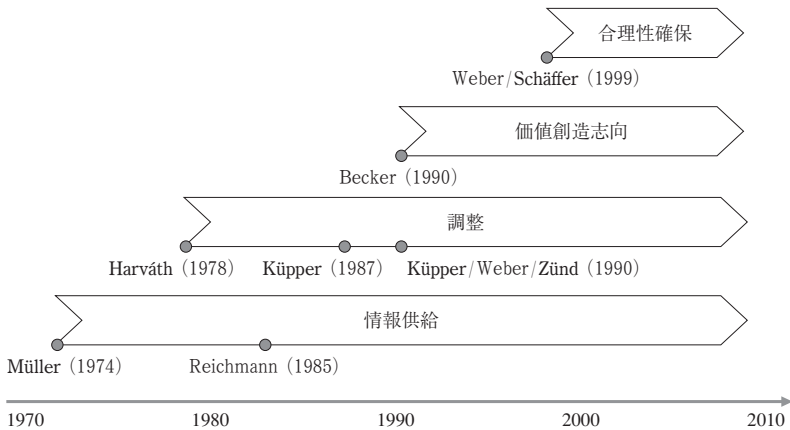 合理性確保
Weber/Schäffer（1999）
価値創造志向
Becker（1990）
調整
Harváth（1978） Küpper（1987） Küpper/Weber/Zünd（1990）
情報供給
Müller（1974） Reichmann（1985）
1970 1980 1990 2000 2010